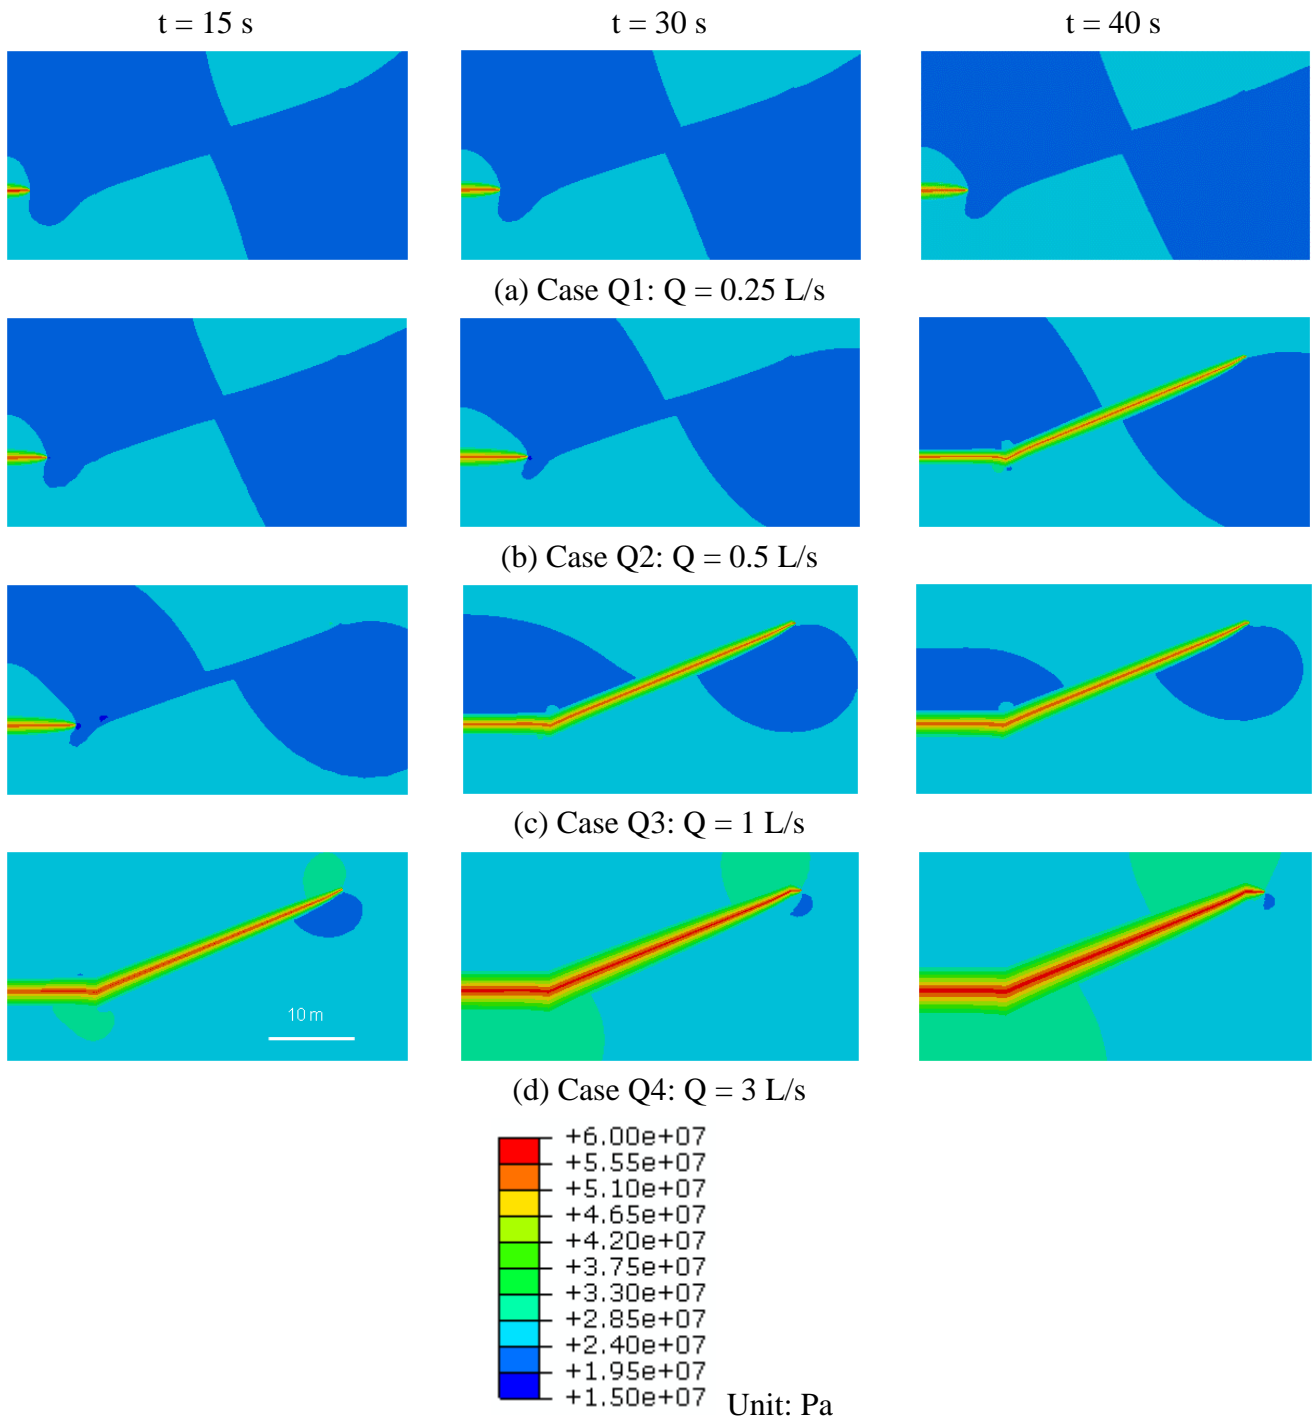 t = 15 s t = 30 s t = 40 s
(a) Case Q1: Q = 0.25 L/s
(b) Case Q2: Q = 0.5 L/s
(c) Case Q3: Q = 1 L/s
10 m
(d) Case Q4: Q = 3 L/s
+6.00e+07
+5.55e+07
+5.10e+07
+4.65e+07
+4.20e+07
+3.75e+07
+3.30e+07
+2.85e+07
+2.40e+07
+1.95e+07
+1.50e+07
Unit: Pa